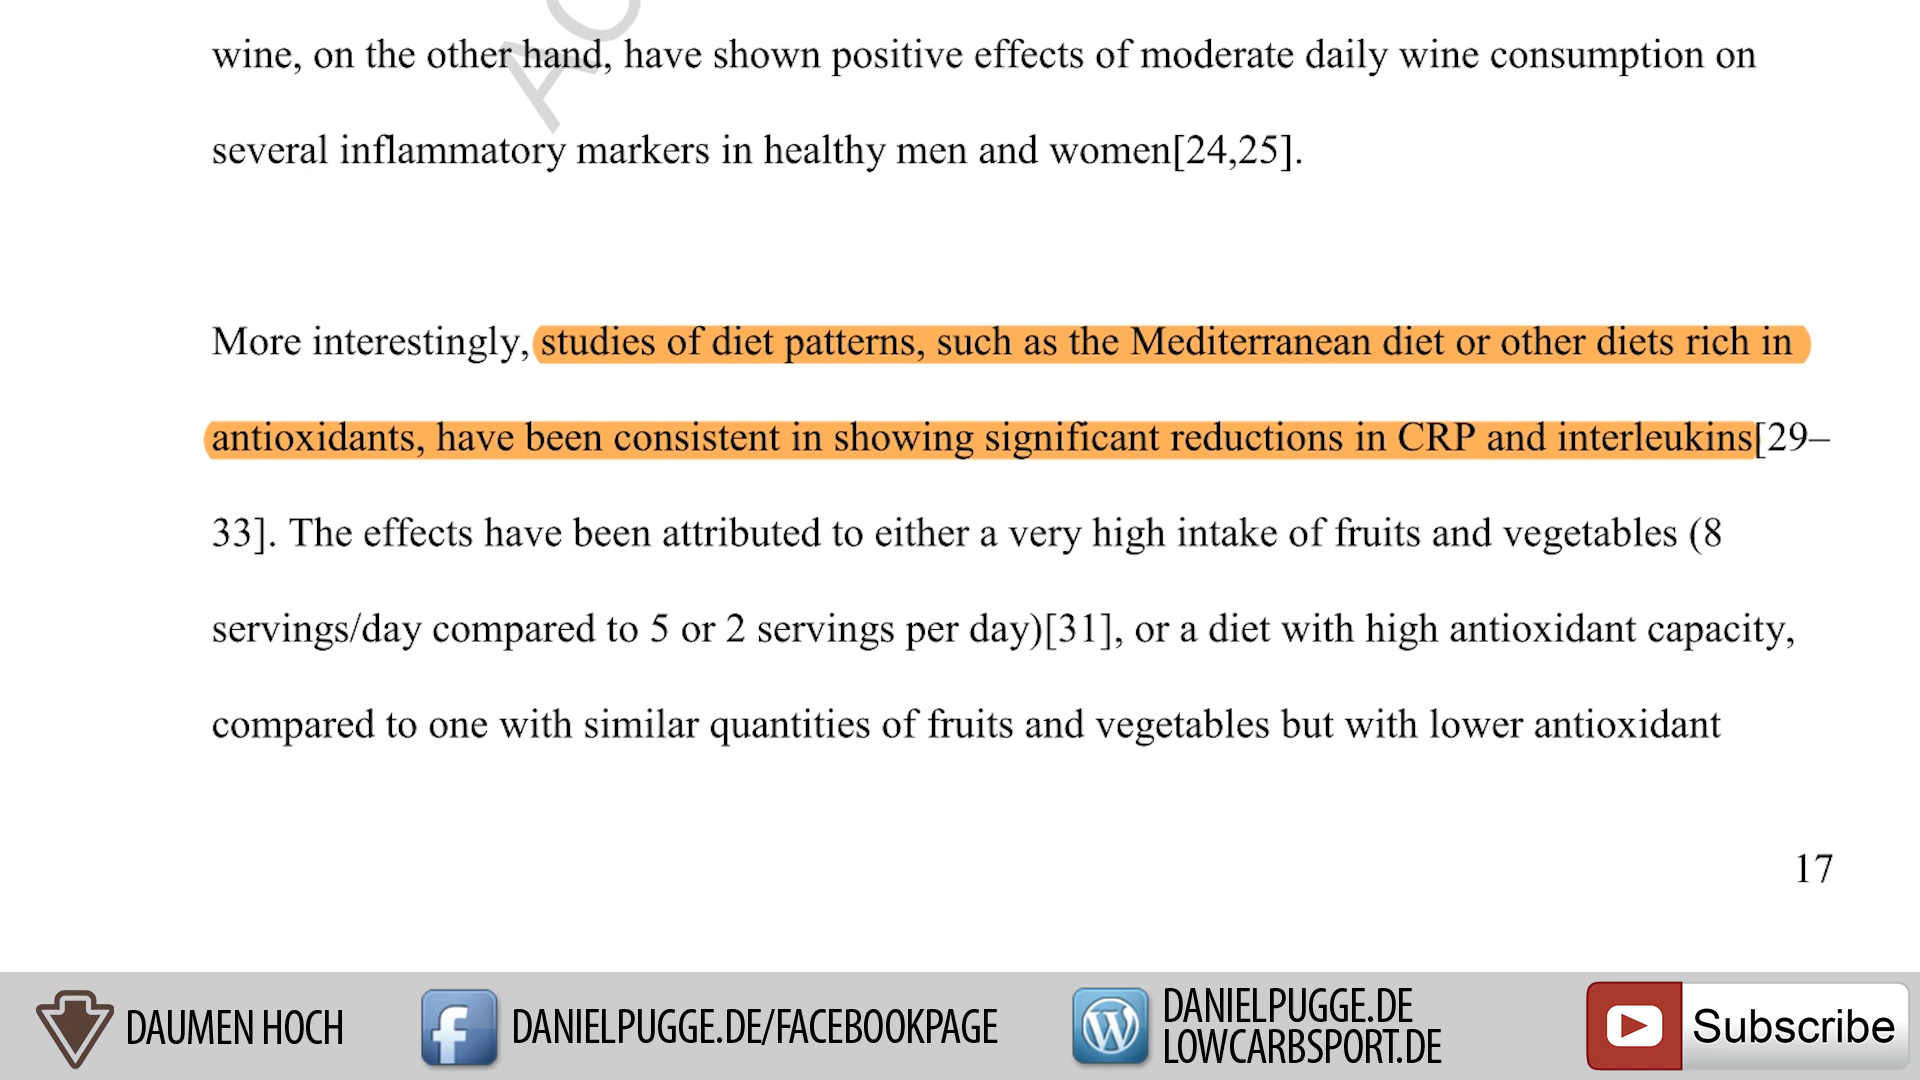 wine, on the other hand, have shown positive effects of moderate daily wine consumption on
several inflammatory markers in healthy men and women[24,25].
More interestingly, studies of diet patterns, such as the Mediterranean diet or other diets rich in
antioxidants, have been consistent in showing significant reductions in CRP and interleukins[29–
33]. The effects have been attributed to either a very high intake of fruits and vegetables (8
servings/day compared to 5 or 2 servings per day)[31], or a diet with high antioxidant capacity,
compared to one with similar quantities of fruits and vegetables but with lower antioxidant
17
DAUMEN HOCH
DANIELPUGGE.DE/FACEBOOKPAGE
DANIELPUGGE.DE
LOWCARBSPORT.DE
Subscribe